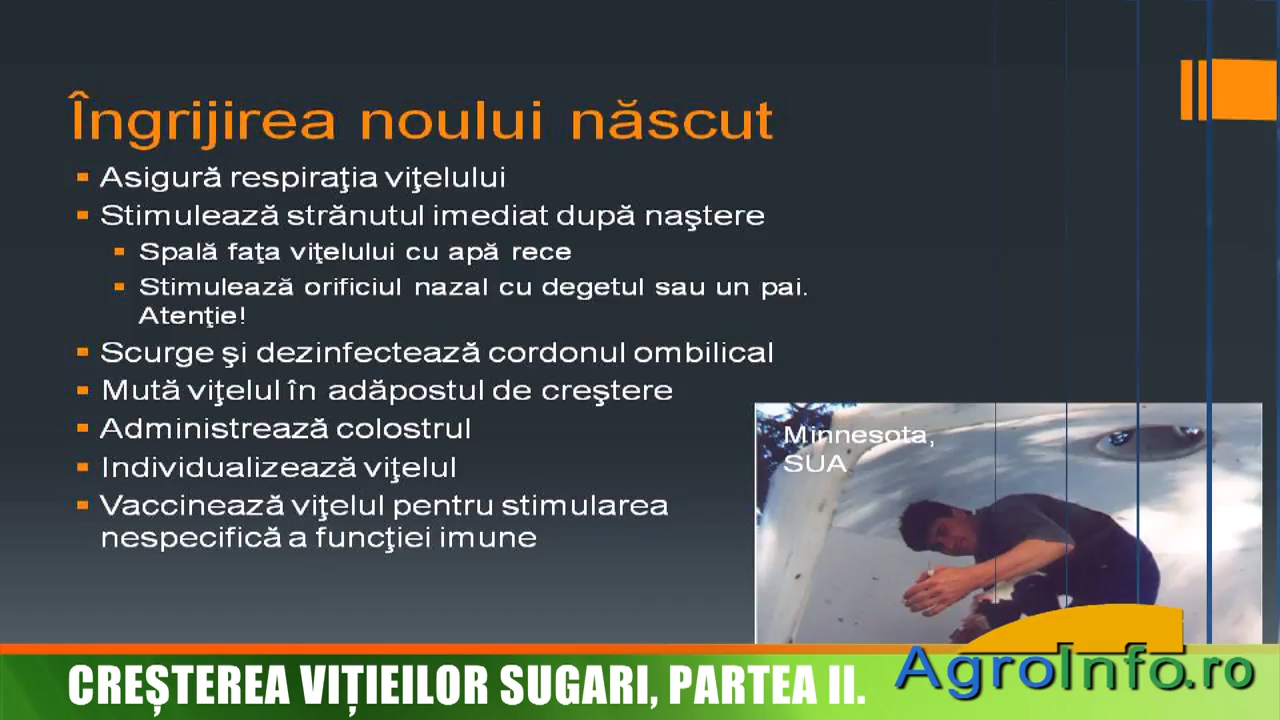 Îngrijirea noului născut
Asigură respiraţia viţelului
Stimulează strănutul imediat după naştere
Spală faţa viţelului cu apă rece
Stimulează orificiul nazal cu degetul sau un pai.
Atenţie!
Scurge şi dezinfectează cordonul ombilical
Mută viţelul în adăpostul de creştere
Administrează colostrul
Individualizează viţelul
Vaccinează viţelul pentru stimularea
nespecifică a funcţiei imune
Minnesota,
SUA
CREȘTEREA VIȚIEILOR SUGARI, PARTEA II.
AgroInfo.ro